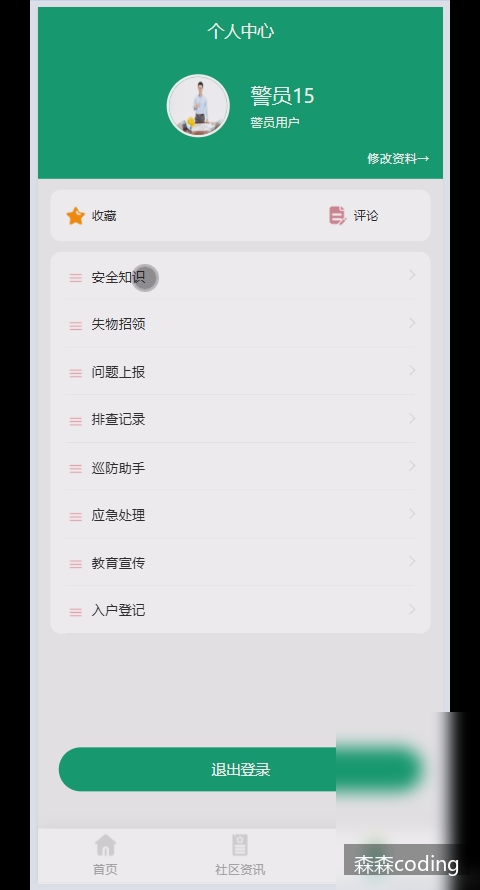 个人中心
警员15
警员用户
修改资料→
收藏
评论
安全知识
失物招领
问题上报
排查记录
巡防助手
应急处理
教育宣传
入户登记
退出登录
首页
社区资讯
森森coding